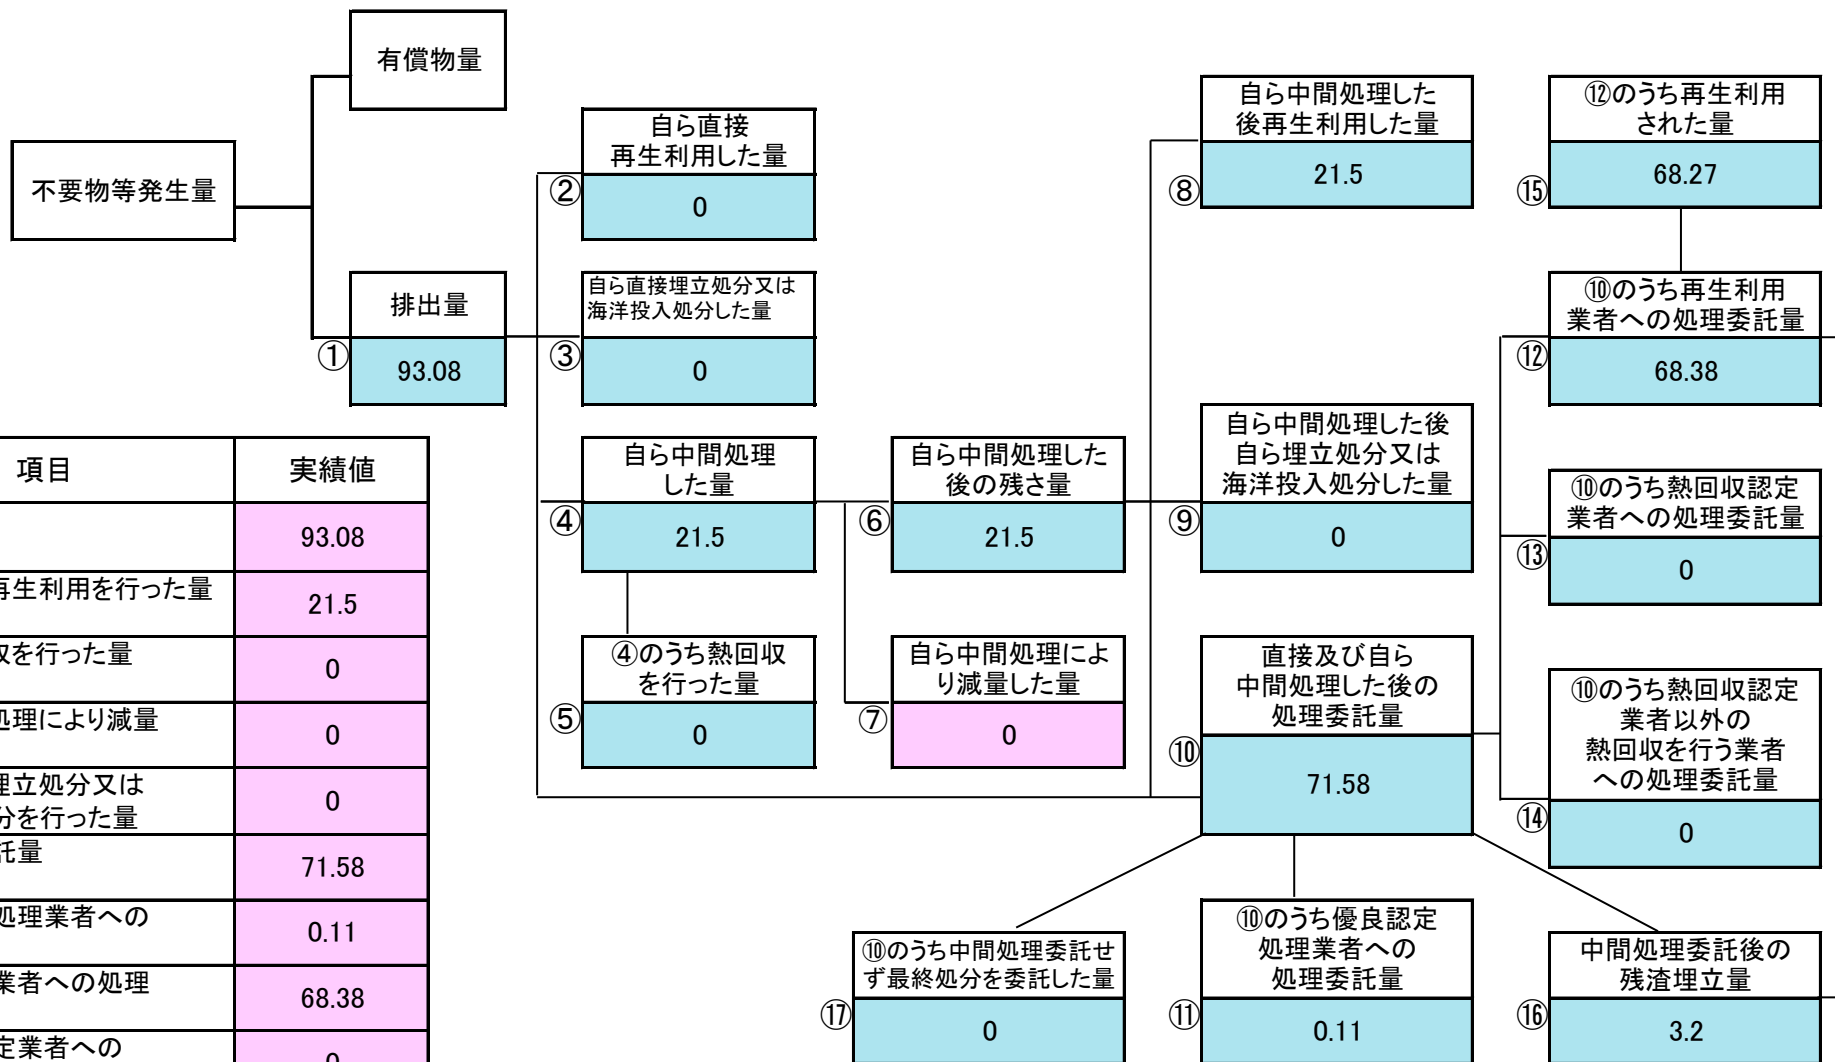 有償物量
不要物等発生量
排出量
①
93.08
自ら直接
再生利用した量
②
0
自ら直接埋立処分又は
海洋投入処分した量
③
0
自ら中間処理
した量
④
21.5
④のうち熱回収
を行った量
⑤
0
自ら中間処理した
後の残さ量
⑥
21.5
自ら中間処理によ
り減量した量
⑦
0
自ら中間処理した
後再生利用した量
⑧
21.5
自ら中間処理した後
自ら埋立処分又は
海洋投入処分した量
⑨
0
直接及び自ら
中間処理した後の
処理委託量
⑩
71.58
⑫のうち再生利用
された量
⑮
68.27
⑩のうち再生利用
業者への処理委託量
⑫
68.38
⑩のうち熱回収認定
業者への処理委託量
⑬
0
⑩のうち熱回収認定
業者以外の
熱回収を行う業者
への処理委託量
⑭
0
⑩のうち中間処理委託せ
ず最終処分を委託した量
⑰
0
⑩のうち優良認定
処理業者への
処理委託量
⑪
0.11
中間処理委託後の
残渣埋立量
⑯
3.2
項目
実績値
93.08
再生利用を行った量
21.5
を行った量
0
処理により減量
0
埋立処分又は
分を行った量
0
託量
71.58
処理業者への
0.11
業者への処理
68.38
定業者への
0